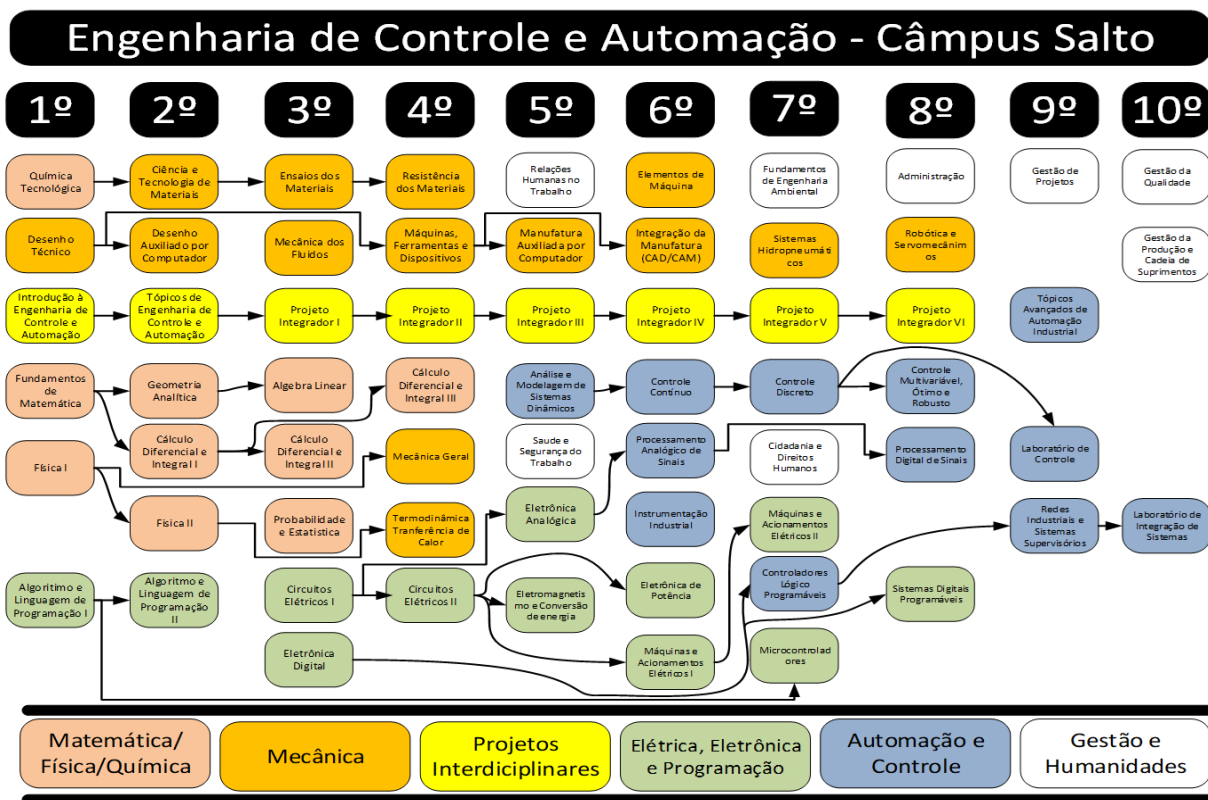 Engenharia de Controle e Automação - Câmpus Salto
1º
2º
3º
4º
5º
6º
7º
8º
9º
10º
Química
Tecnológica
Ciência e
Tecnologia de
Materiais
Ensaios dos
Materiais
Resistência
dos Materiais
Relações
Humanas no
Trabalho
Elementos de
Máquina
Fundamentos
de Engenharia
Ambiental
Administração
Gestão de
Projetos
Gestão da
Qualidade
Desenho
Técnico
Desenho
Auxiliado por
Computador
Mecânica dos
Fluídos
Máquinas,
Ferramentas e
Dispositivos
Manufatura
Auxiliada por
Computador
Integração da
Manufatura
(CAD/CAM)
Sistemas
Hidropneumáti
cos
Robótica e
Servomecânim
os
Gestão da
Produção e
Cadeia de
Suprimentos
Introdução à
Engenharia de
Controle e
Automação
Tópicos de
Engenharia de
Controle e
Automação
Projeto
Integrador I
Projeto
Integrador II
Projeto
Integrador III
Projeto
Integrador IV
Projeto
Integrador V
Projeto
Integrador VI
Tópicos
Avançados de
Automação
Industrial
Fundamentos
de
Matemática
Geometria
Analítica
Algebra Linear
Cálculo
Diferencial e
Integral III
Análise e
Modelagem de
Sistemas
Dinâmicos
Controle
Contínuo
Controle
Discreto
Controle
Multivariável,
Ótimo e
Robusto
Física I
Cálculo
Diferencial e
Integral I
Cálculo
Diferencial e
Integral II
Mecânica Geral
Saude e
Segurança do
Trabalho
Processamento
Analógico de
Sinais
Cidadania e
Direitos
Humanos
Processamento
Digital de Sinais
Laboratório de
Controle
Física II
Probabilidade
e Estatistica
Termodinâmica
Tranferência de
Calor
Eletrônica
Analógica
Instrumentação
Industrial
Máquinas e
Acionamentos
Elétricos II
Redes
Industriais e
Sistemas
Supervisórios
Laboratório de
Integração de
Sistemas
Algoritimo e
Linguagem de
Programação I
Algoritmo e
Linguagem de
Programação
II
Circuitos
Elétricos I
Circuitos
Elétricos II
Eletromagnetis
mo e Conversão
de energia
Eletrônica de
Potência
Controladores
Lógico
Programáveis
Sistemas Digitais
Programáveis
Eletrônica
Digital
Máquinas e
Acionamentos
Elétricos I
Microcontrolad
ores
Matemática/
Física/Química
Mecânica
Projetos
Interdiciplinares
Elétrica, Eletrônica
e Programação
Automação e
Controle
Gestão e
Humanidades